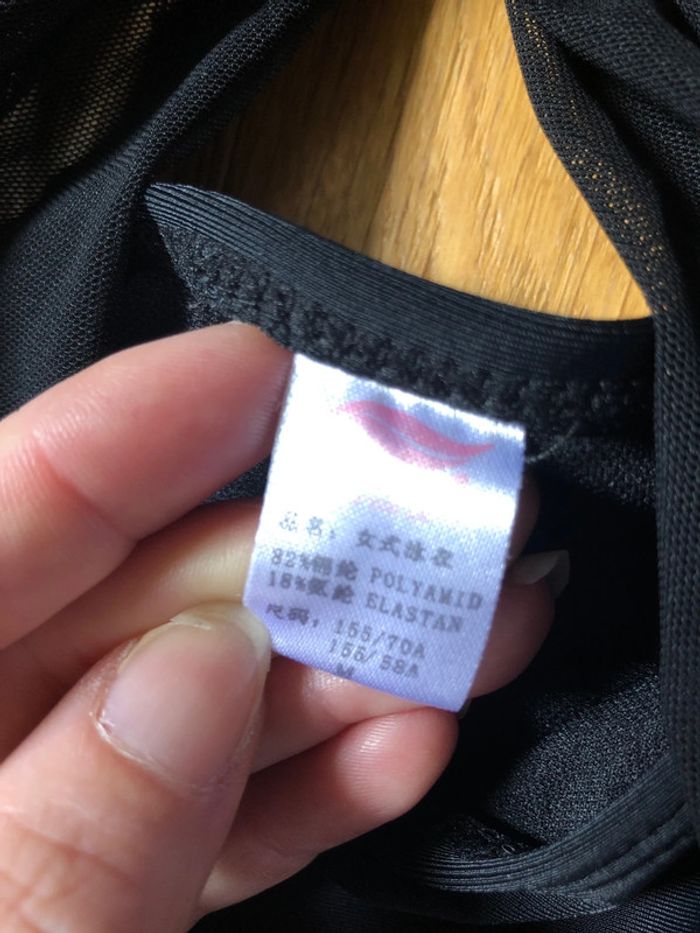 品名: 女式泳衣
82%锦纶 POLYAMID
18%氨纶 ELASTAN
尺码: 155/70A
155/58A
M